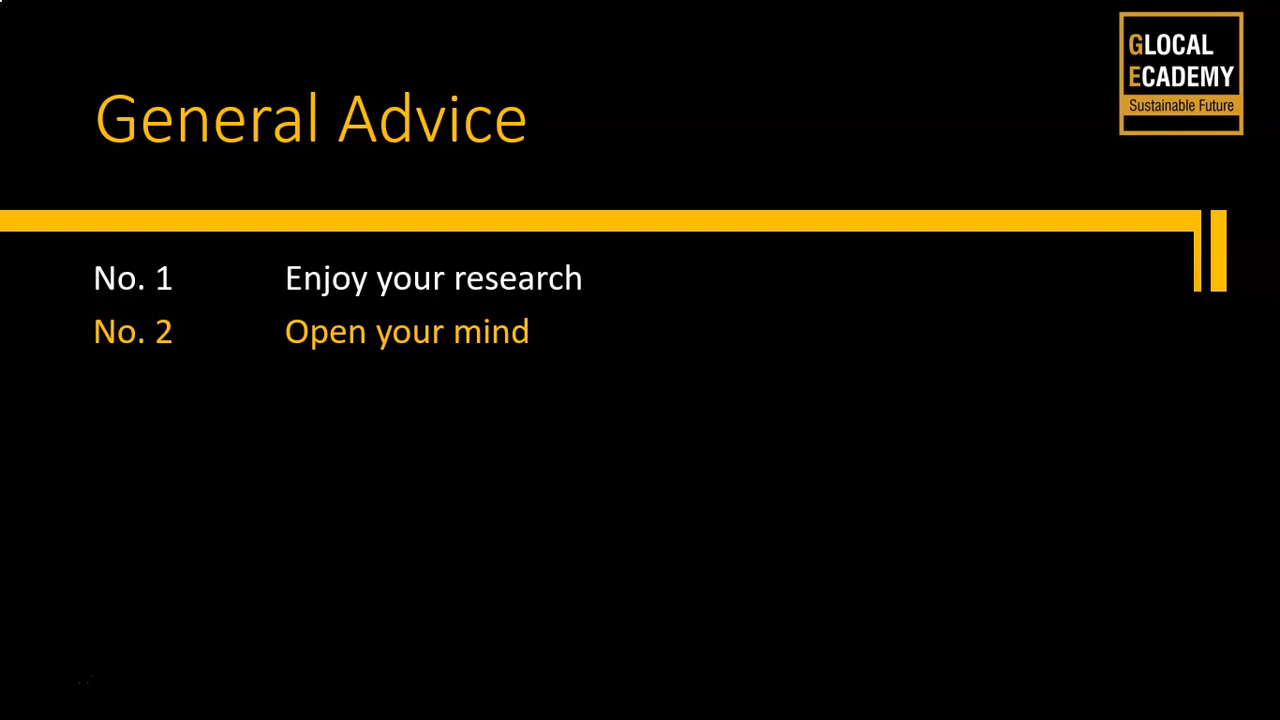 GLOCAL
ECADEMY
Sustainable Future
General Advice
No. 1 Enjoy your research
No. 2 Open your mind